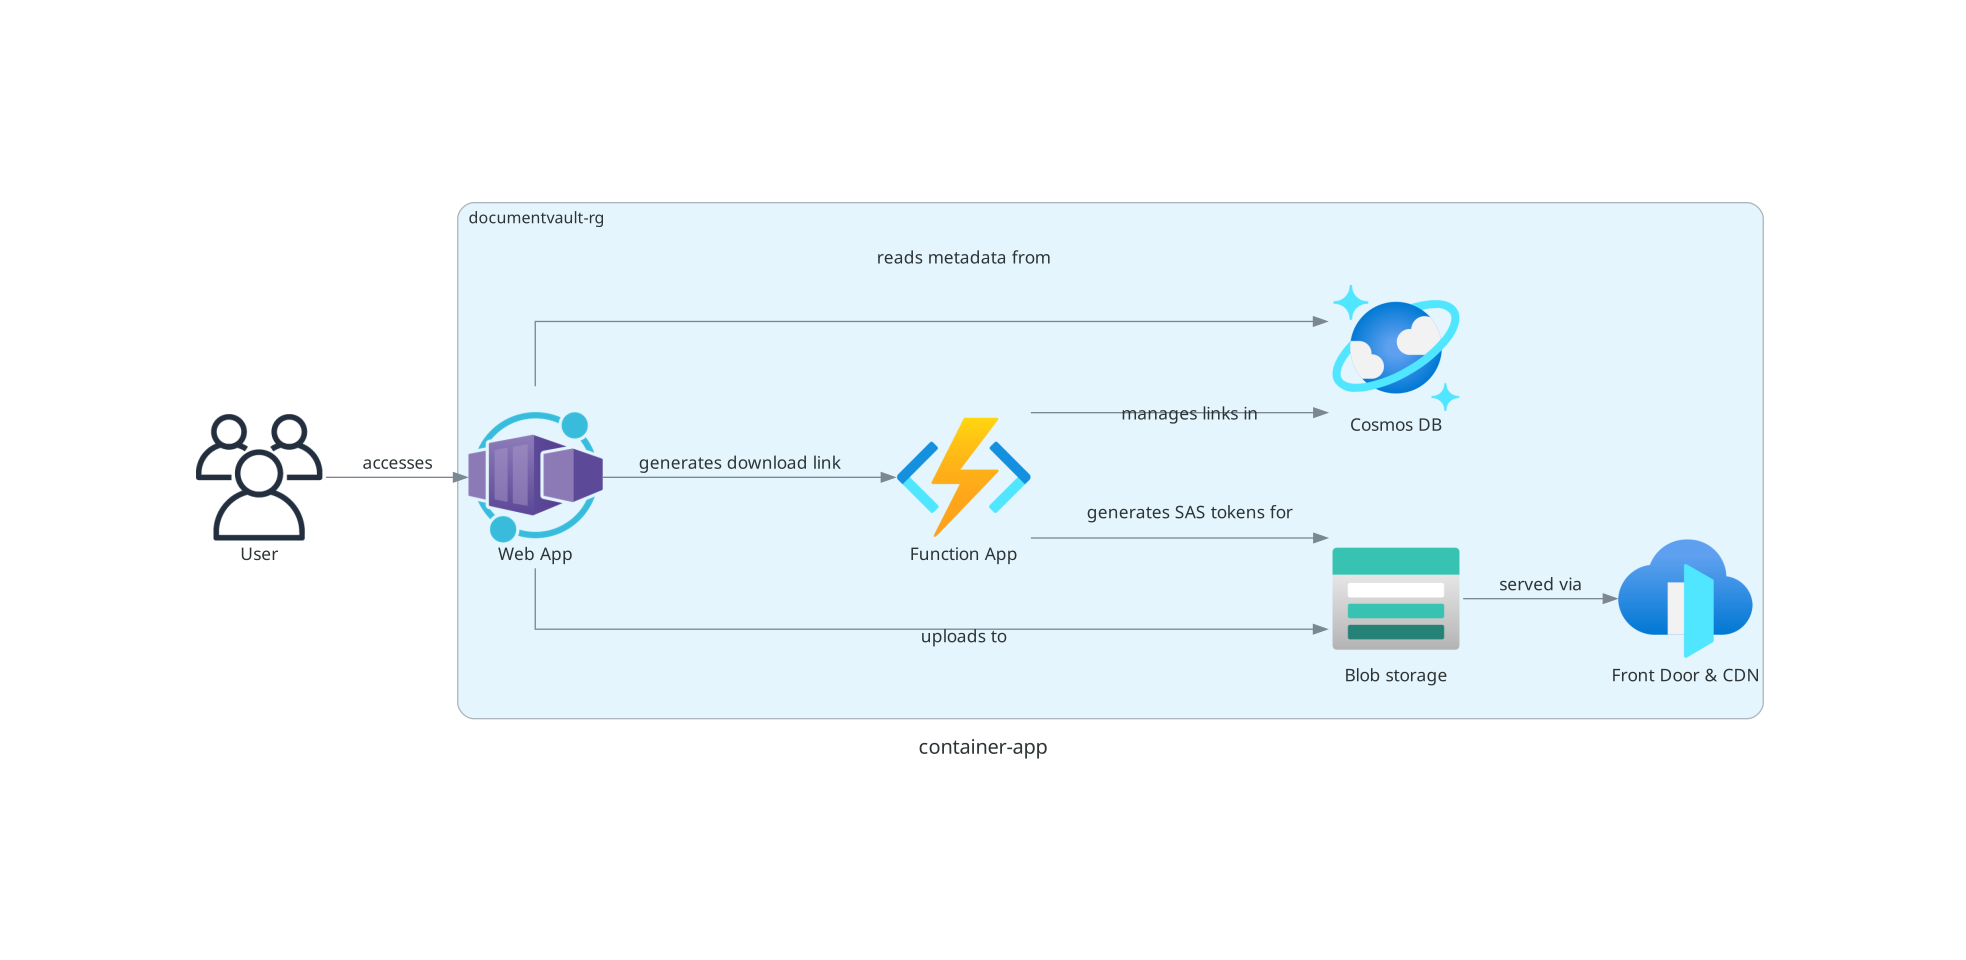 documentvault-rg
reads metadata from
manages links in
Cosmos DB
accesses
generates download link
generates SAS tokens for
User
Web App
Function App
served via
uploads to
Blob storage
Front Door & CDN
container-app